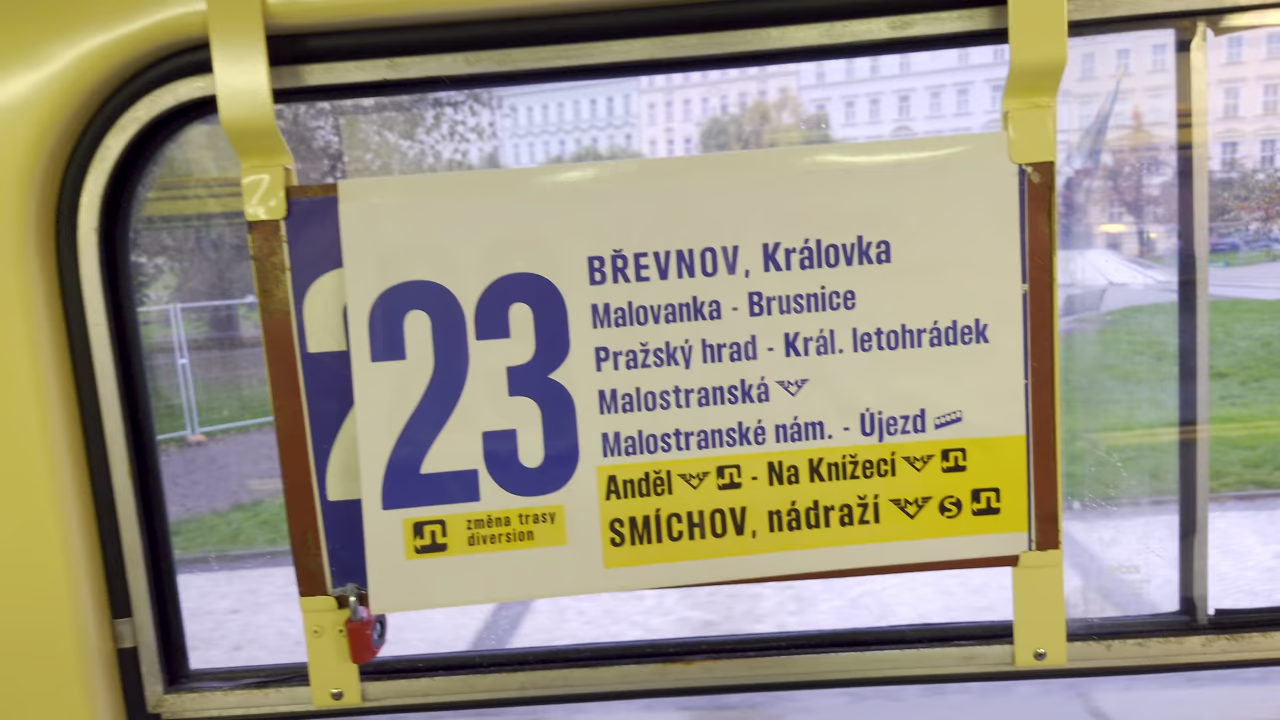 23
BŘEVNOV, Královka
Malovanka - Brusnice
Pražský hrad - Král. letohrádek
Malostranská
Malostranské nám. - Újezd
Anděl - Na Knížecí
SMÍCHOV, nádraží S
změna trasy
diversion